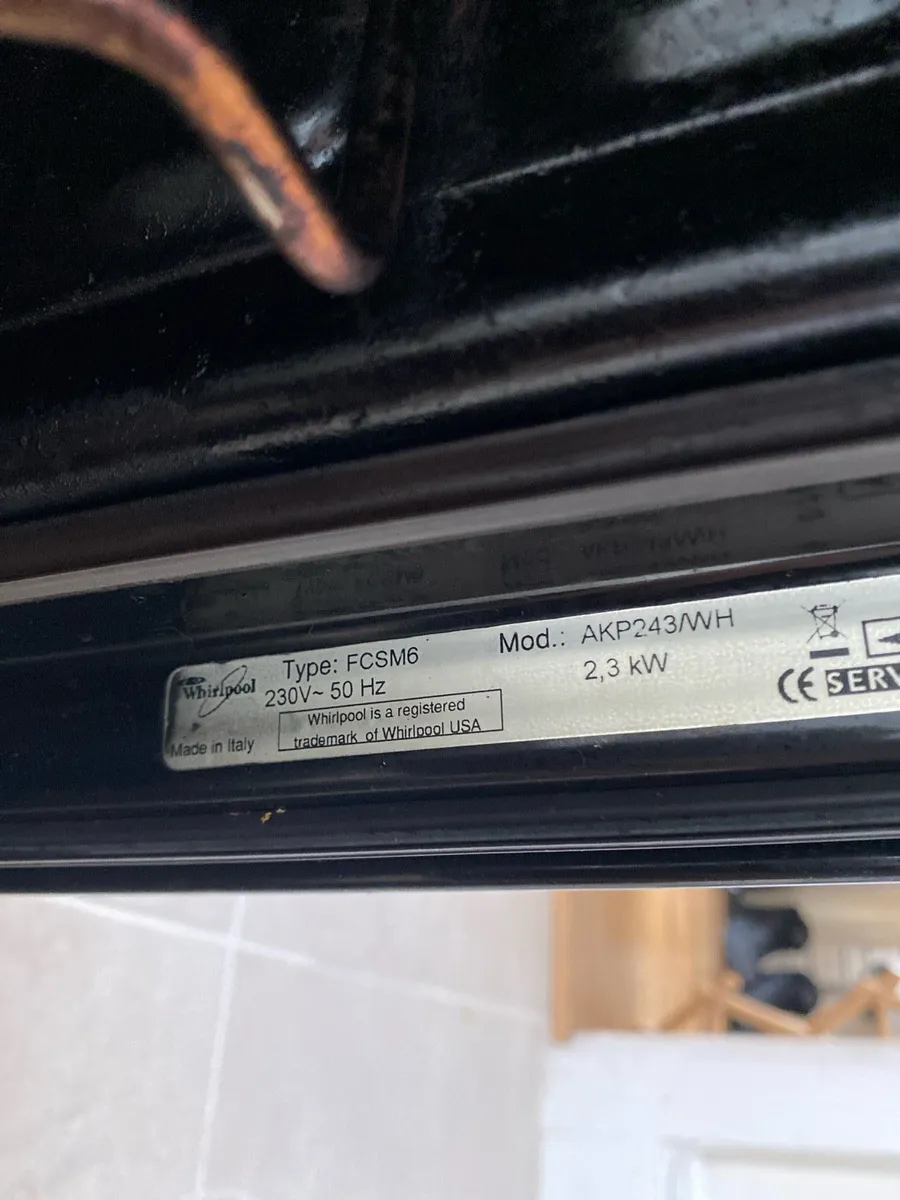 Whirlpool
Type: FCSM6
230V~ 50 Hz
Mod.: AKP243/WH
2,3 kW
Whirlpool is a registered
trademark of Whirlpool USA
Made in Italy
CE